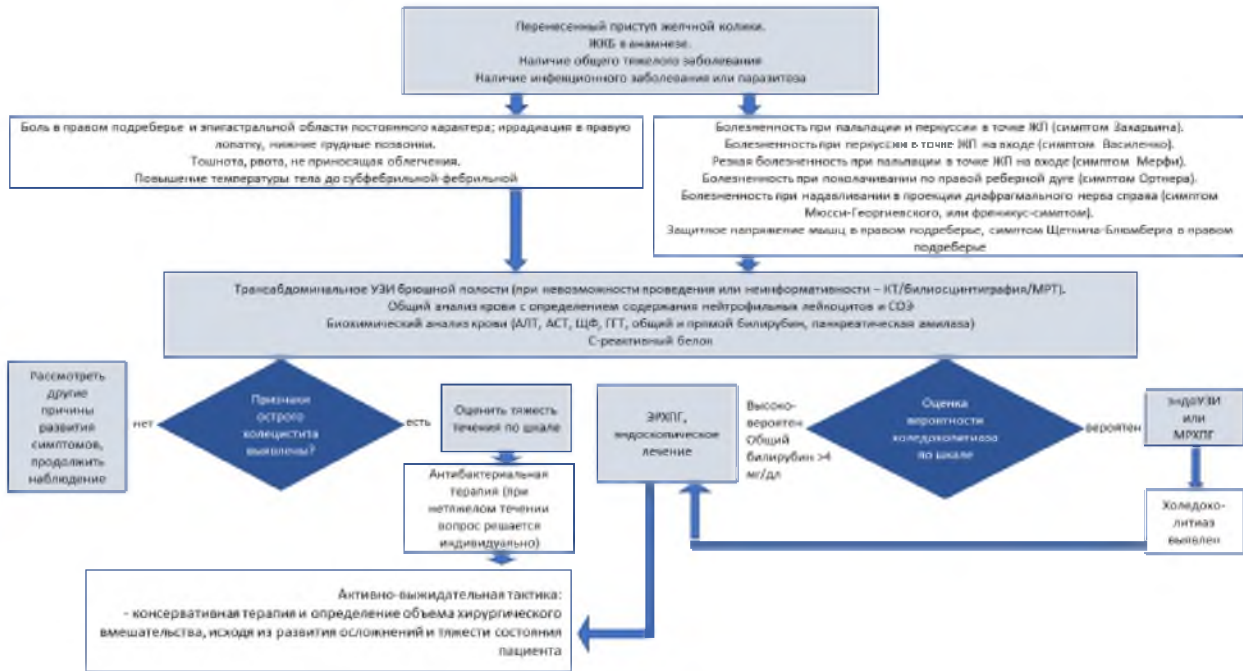 Перенесенный приступ желчной колики.
ЖКБ в анамнезе.
Наличие общего тяжелого заболевания
Наличие инфекционного заболевания или паразитоза
Боль в правом подреберье и эпигастральной области постоянного характера; иррадиация в правую
лопатку, нижние грудные позвонки.
Тошнота, рвота, не приносящая облегчения.
Повышение температуры тела до субфебрильной-фебрильной
Болезненность при пальпации и перкуссии в точке ЖП (симптом Захарьина).
Болезненность при перкуссии в точке ЖП на входе (симптом Василенко).
Резкая болезненность при пальпации в точке ЖП на входе (симптом Мерфи).
Болезненность при поколачивании по правой реберной дуге (симптом Ортнера).
Болезненность при надавливании в проекции диафрагмального нерва справа (симптом
Мюсси-Георгиевского, или френикус-симптом).
Защитное напряжение мышц в правом подреберье, симптом Щеткина-Блюмберга в правом
подреберье
Трансабдоминальное УЗИ брюшной полости (при невозможности проведения или неинформативности – КТ/билиосцинтиграфия/МРТ).
Общий анализ крови с определением содержания нейтрофильных лейкоцитов и СОЭ
Биохимический анализ крови (АЛТ, АСТ, ЩФ, ГГТ, общий и прямой билирубин, панкреатическая амилаза)
С-реактивный белок
Рассмотреть
другие
причины
развития
симптомов,
продолжить
наблюдение
нет
Признаки
острого
холецистита
выявлены?
есть
Оценить тяжесть
течения по шкале
Антибактериальная
терапия (при
нетяжелом течении
вопрос решается
индивидуально)
ЭРХПГ,
эндоскопическое
лечение
Высоко-
вероятен
Общий
билирубин >4
мг/дл
Оценка
вероятности
холедохолитиаза
по шкале
вероятен
эндоУЗИ
или
МРХПГ
Холедохо-
литиаз
выявлен
Активно-выжидательная тактика:
- консервативная терапия и определение объема хирургического
вмешательства, исходя из развития осложнений и тяжести состояния
пациента